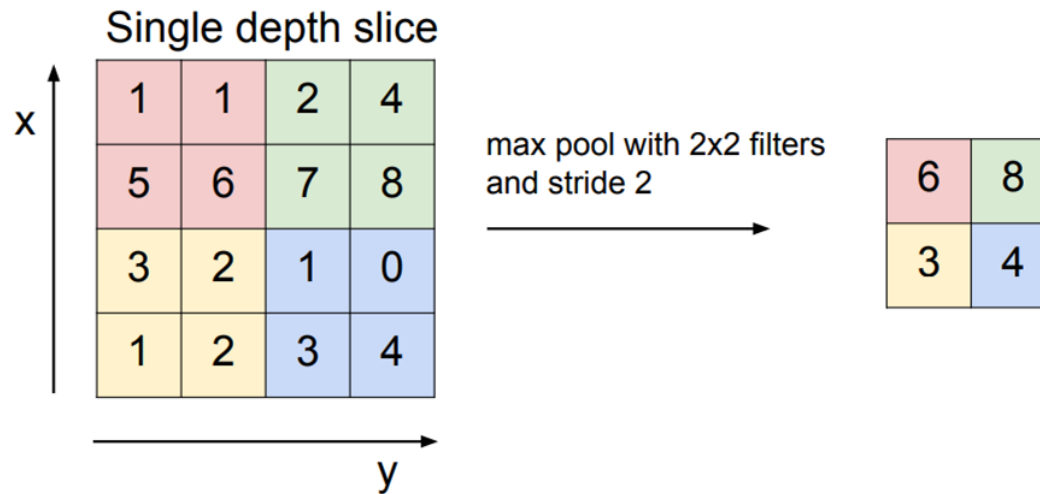 Single depth slice
x
1 1 2 4
5 6 7 8
3 2 1 0
1 2 3 4
y
max pool with 2x2 filters
and stride 2
6 8
3 4